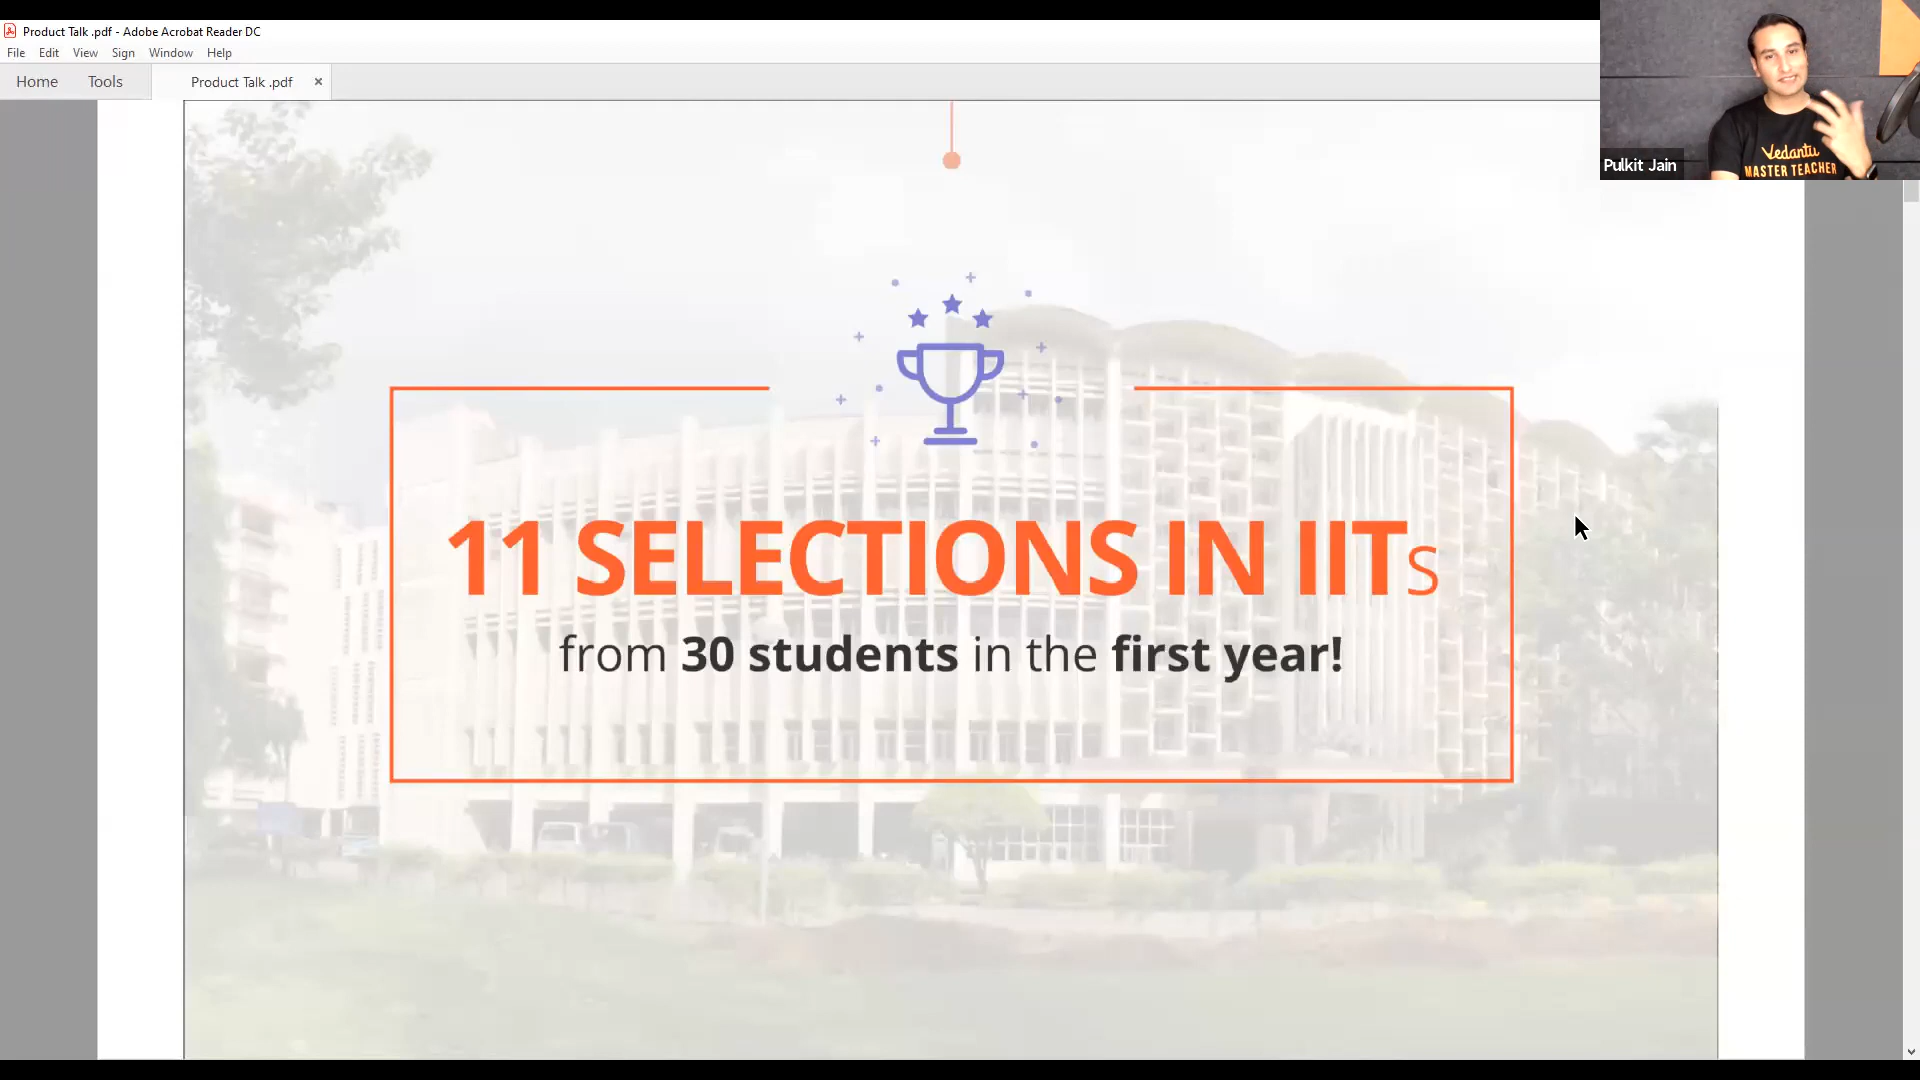 Product Talk .pdf - Adobe Acrobat Reader DC
File Edit View Sign Window Help
Home Tools Product Talk .pdf ×
Vedantu
MASTER TEACHER
Pulkit Jain
11 SELECTIONS IN IITs
from 30 students in the first year!